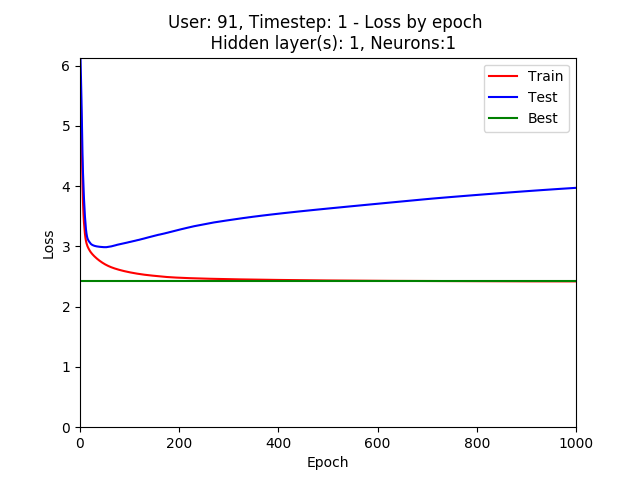 User: 91, Timestep: 1 - Loss by epoch
Hidden layer(s): 1, Neurons:1
Train
Test
Best
6
5
4
3
2
1
0
Loss
0 200 400 600 800 1000
Epoch